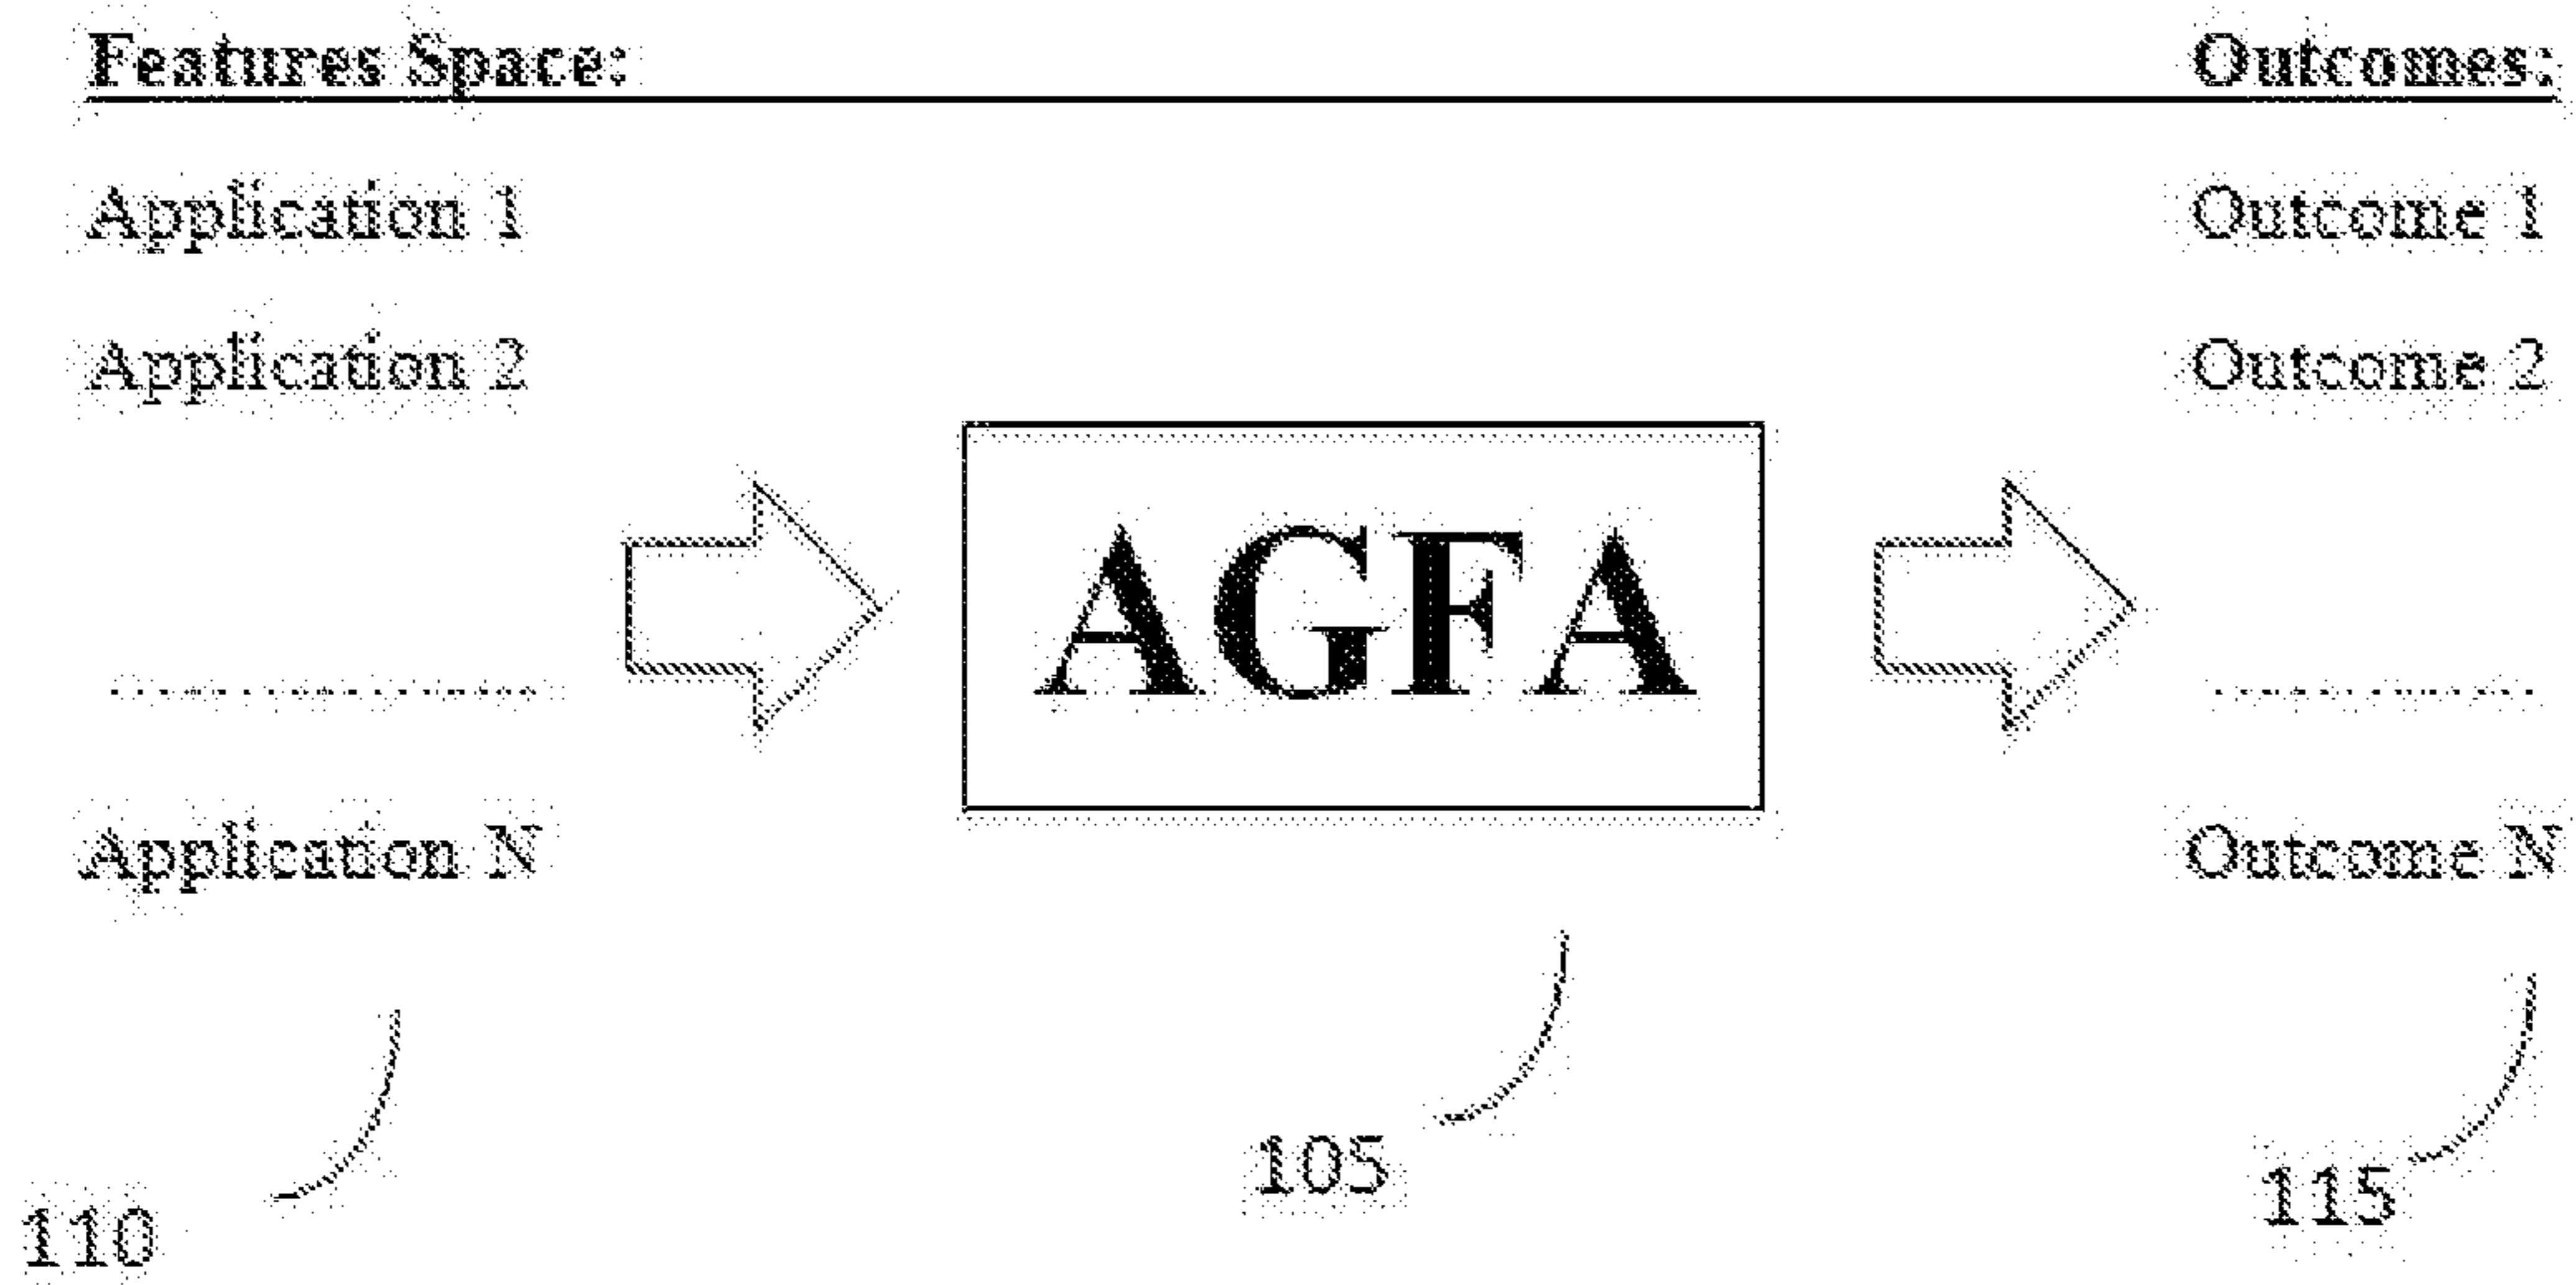 Features Space: Outcomes:
Application 1 Outcome 1
Application 2 Outcome 2
AGFA
Application N Outcome N
105
110 115